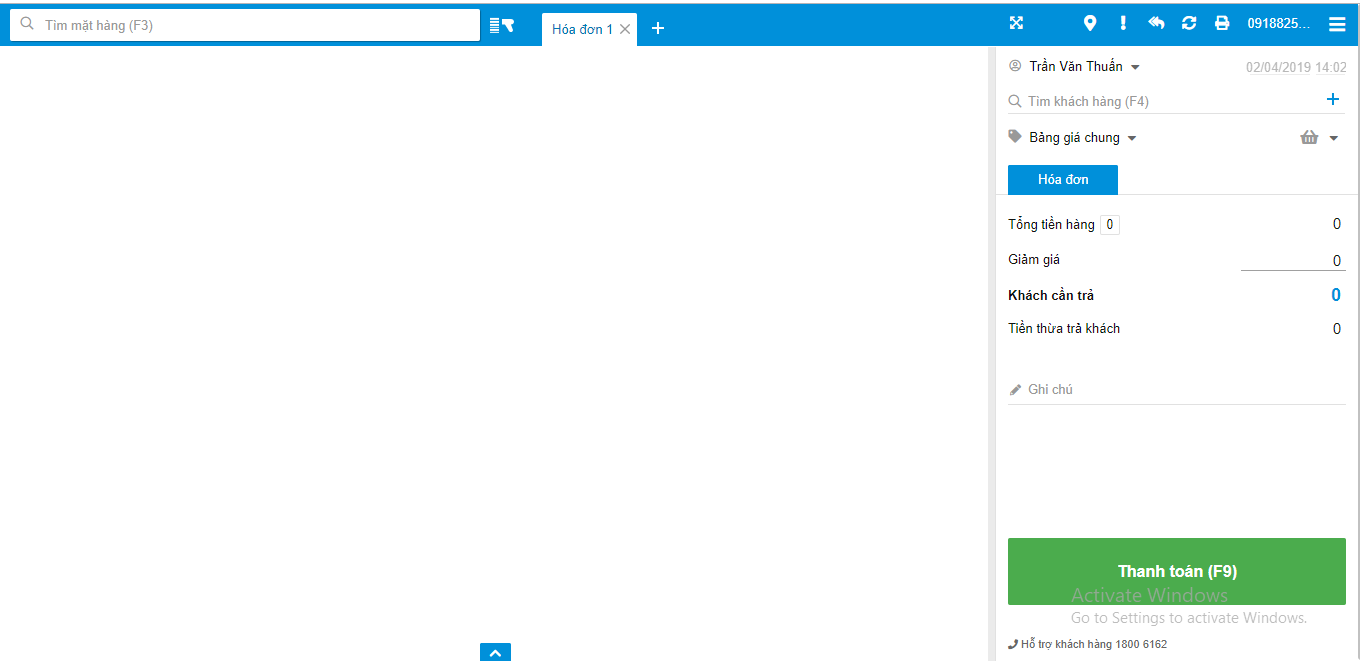 Tìm mặt hàng (F3)
Hóa đơn 1
0918825...
Trần Văn Thuấn
02/04/2019 14:02
Tìm khách hàng (F4)
Bảng giá chung
Hóa đơn
Tổng tiền hàng 0 0
Giảm giá 0
Khách cần trả 0
Tiền thừa trả khách 0
Ghi chú
Thanh toán (F9)
Activate Windows
Go to Settings to activate Windows.
Hỗ trợ khách hàng 1800 6162